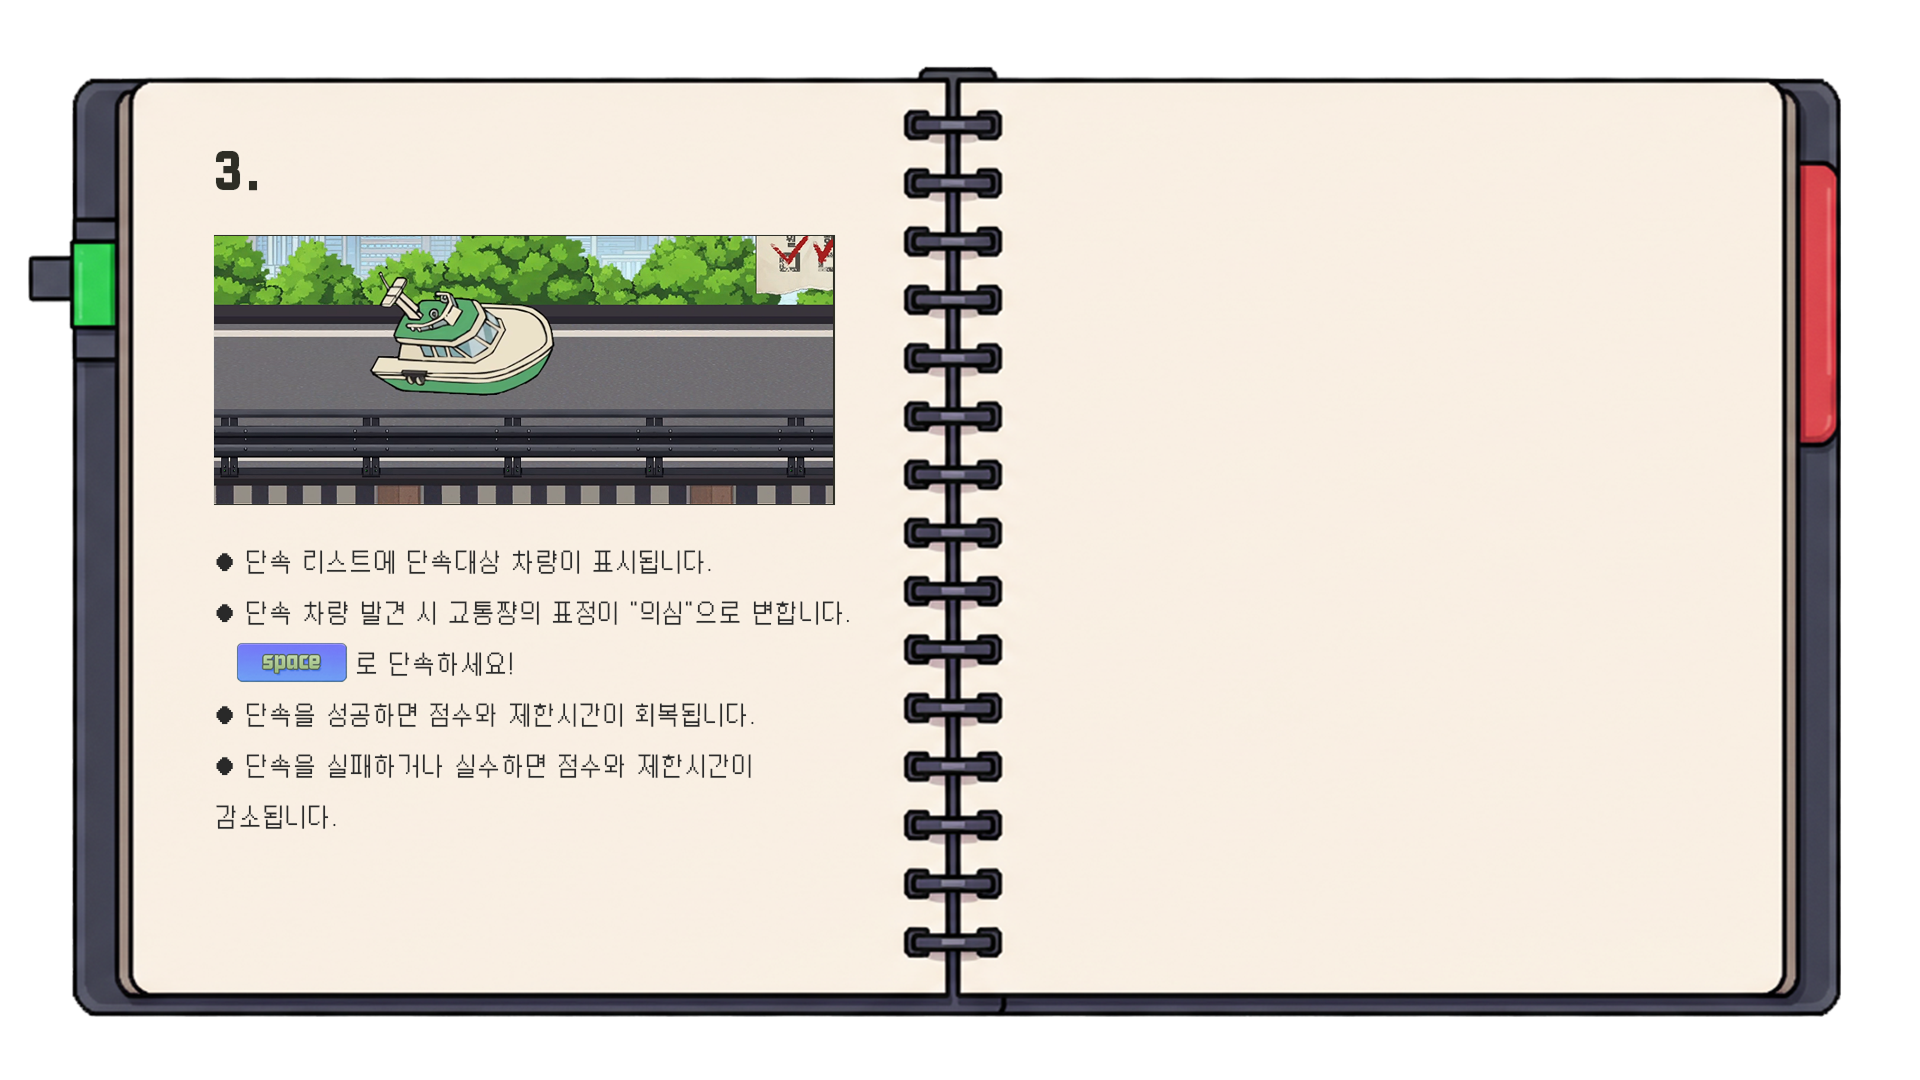 3.
● 단속 리스트에 단속대상 차량이 표시됩니다.
● 단속 차량 발견 시 교통쨩의 표정이 "의심"으로 변합니다.
space 로 단속하세요!
● 단속을 성공하면 점수와 제한시간이 회복됩니다.
● 단속을 실패하거나 실수하면 점수와 제한시간이
감소됩니다.